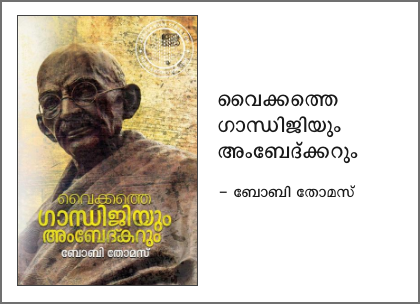 വൈക്കത്തെ
ഗാന്ധിജിയും
അംബേദ്കറും
ബോബി തോമസ്
വൈക്കത്തെ
ഗാന്ധിജിയും
അംബേദ്ക്കറും
– ബോബി തോമസ്